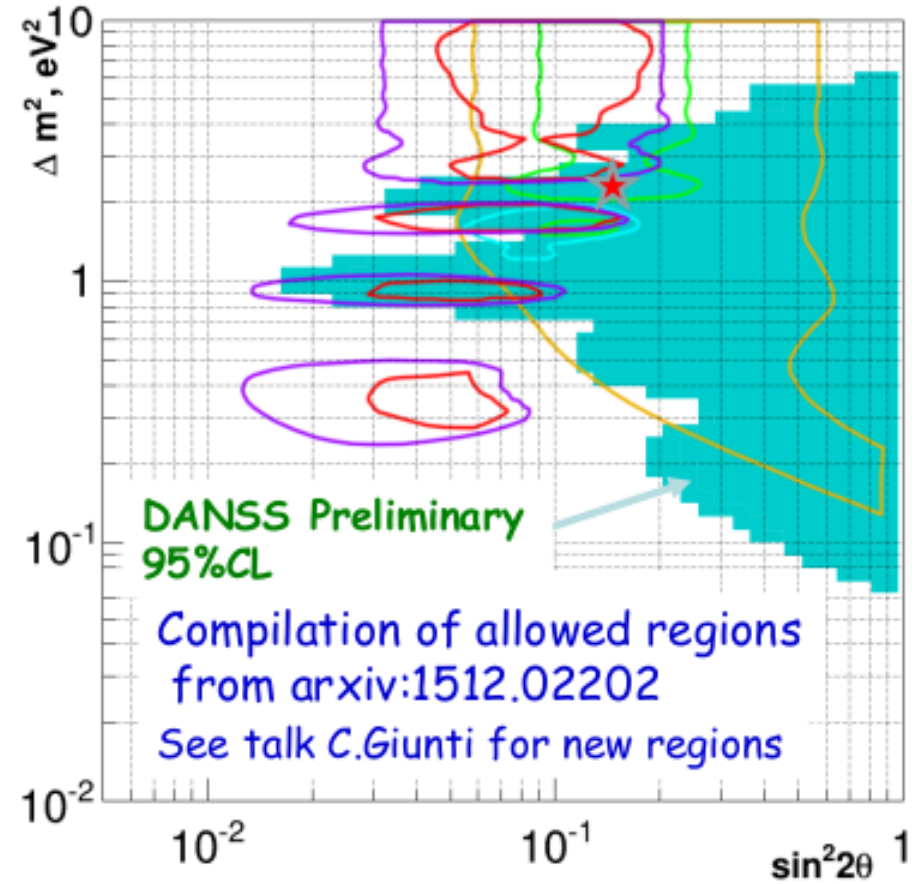 Δ m², eV²
10
1
10⁻¹
10⁻²
DANSS Preliminary
95%CL
Compilation of allowed regions
from arxiv:1512.02202
See talk C.Giunti for new regions
10⁻²
10⁻¹
1
sin²2θ